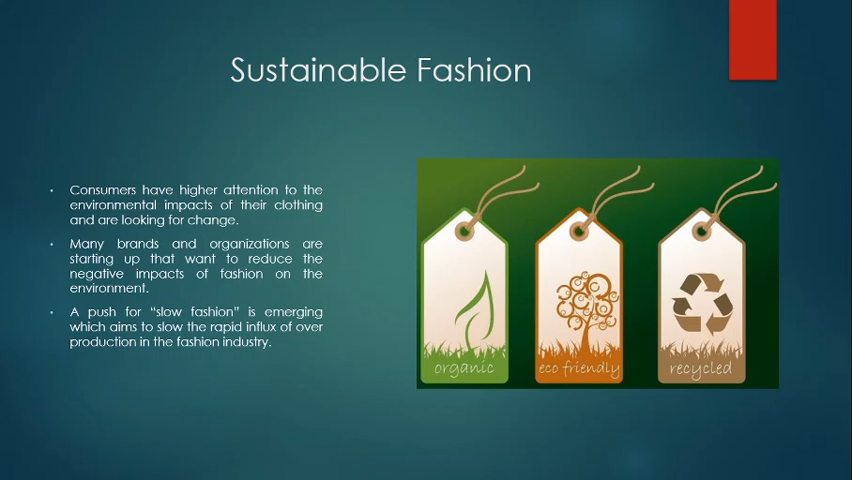 Sustainable Fashion
• Consumers have higher attention to the
environmental impacts of their clothing
and are looking for change.
• Many brands and organizations are
starting up that want to reduce the
negative impacts of fashion on the
environment.
• A push for “slow fashion” is emerging
which aims to slow the rapid influx of over
production in the fashion industry.
organic
eco friendly
recycled